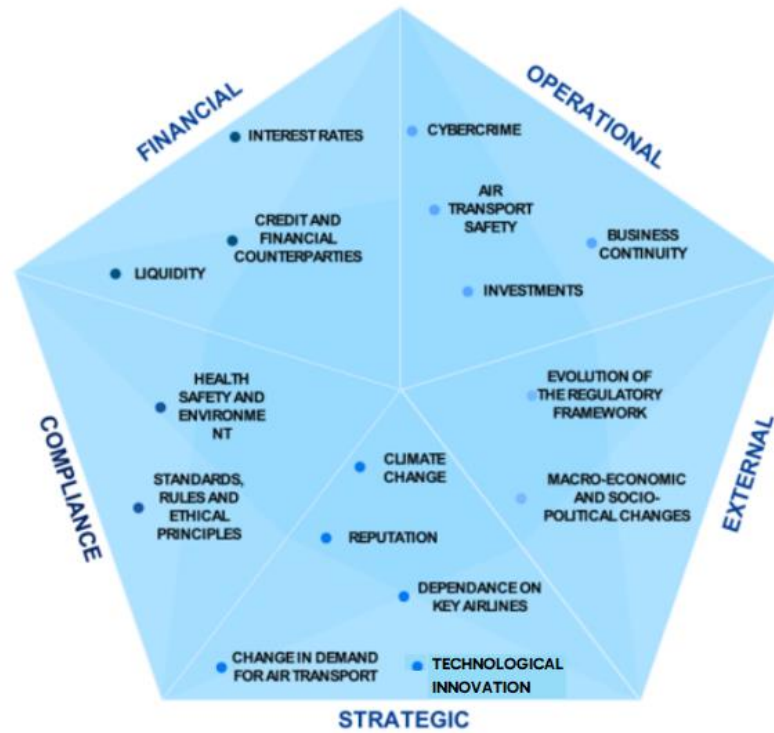 FINANCIAL
OPERATIONAL
INTEREST RATES
CYBERCRIME
CREDIT AND
FINANCIAL
COUNTERPARTIES
AIR
TRANSPORT
SAFETY
BUSINESS
CONTINUITY
LIQUIDITY
INVESTMENTS
HEALTH
SAFETY AND
ENVIRONME
NT
EVOLUTION OF
THE REGULATORY
FRAMEWORK
COMPLIANCE
EXTERNAL
CLIMATE
CHANGE
STANDARDS,
RULES AND
ETHICAL
PRINCIPLES
MACRO-ECONOMIC
AND SOCIO-
POLITICAL CHANGES
REPUTATION
DEPENDANCE ON
KEY AIRLINES
CHANGE IN DEMAND
FOR AIR TRANSPORT
TECHNOLOGICAL
INNOVATION
STRATEGIC